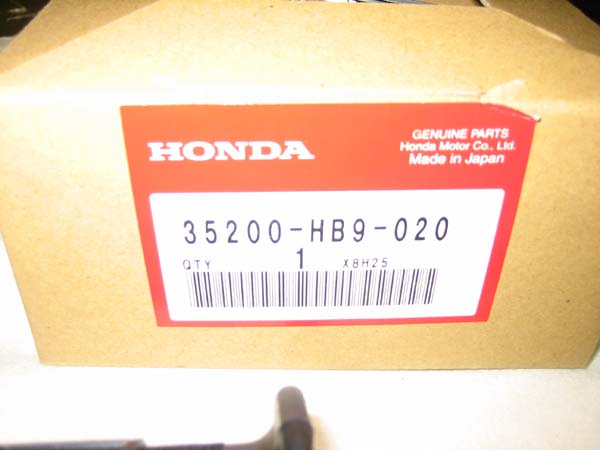 HONDA
GENUINE PARTS
Honda Motor Co., Ltd.
Made in Japan
35200-HB9-020
QTY 1 X8H25